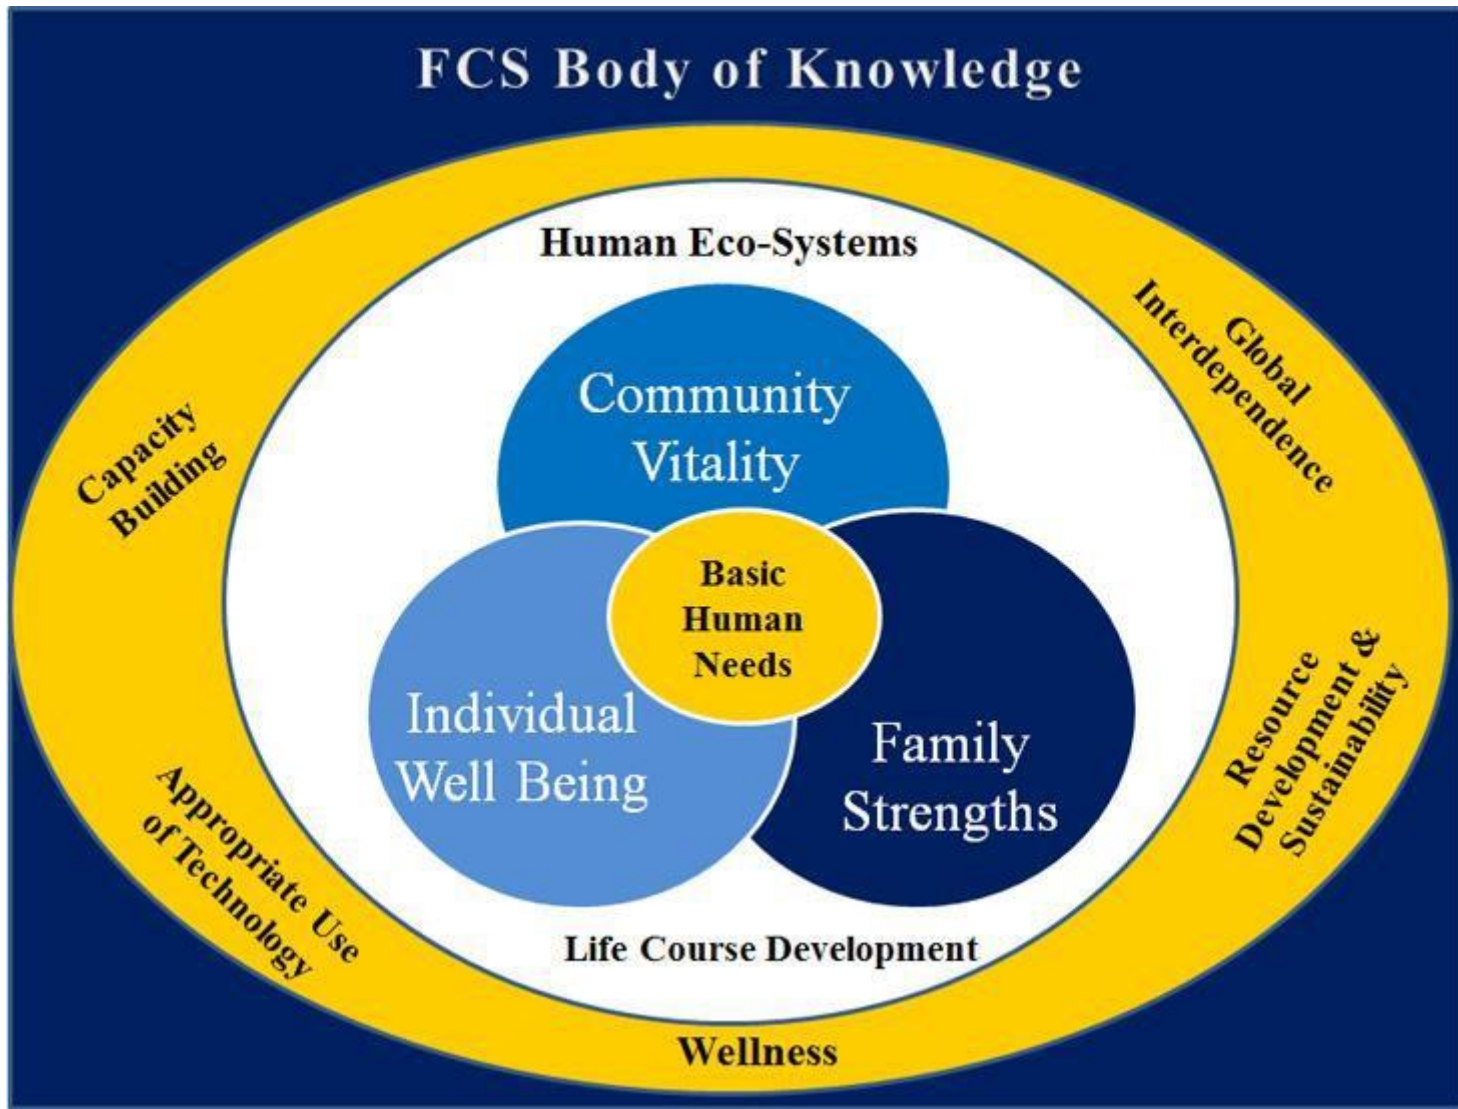 FCS Body of Knowledge
Human Eco-Systems
Global
Interdependence
Community
Vitality
Capacity
Building
Basic
Human
Needs
Individual
Well Being
Family
Strengths
Resource
Development &
Sustainability
Appropriate Use
of Technology
Life Course Development
Wellness